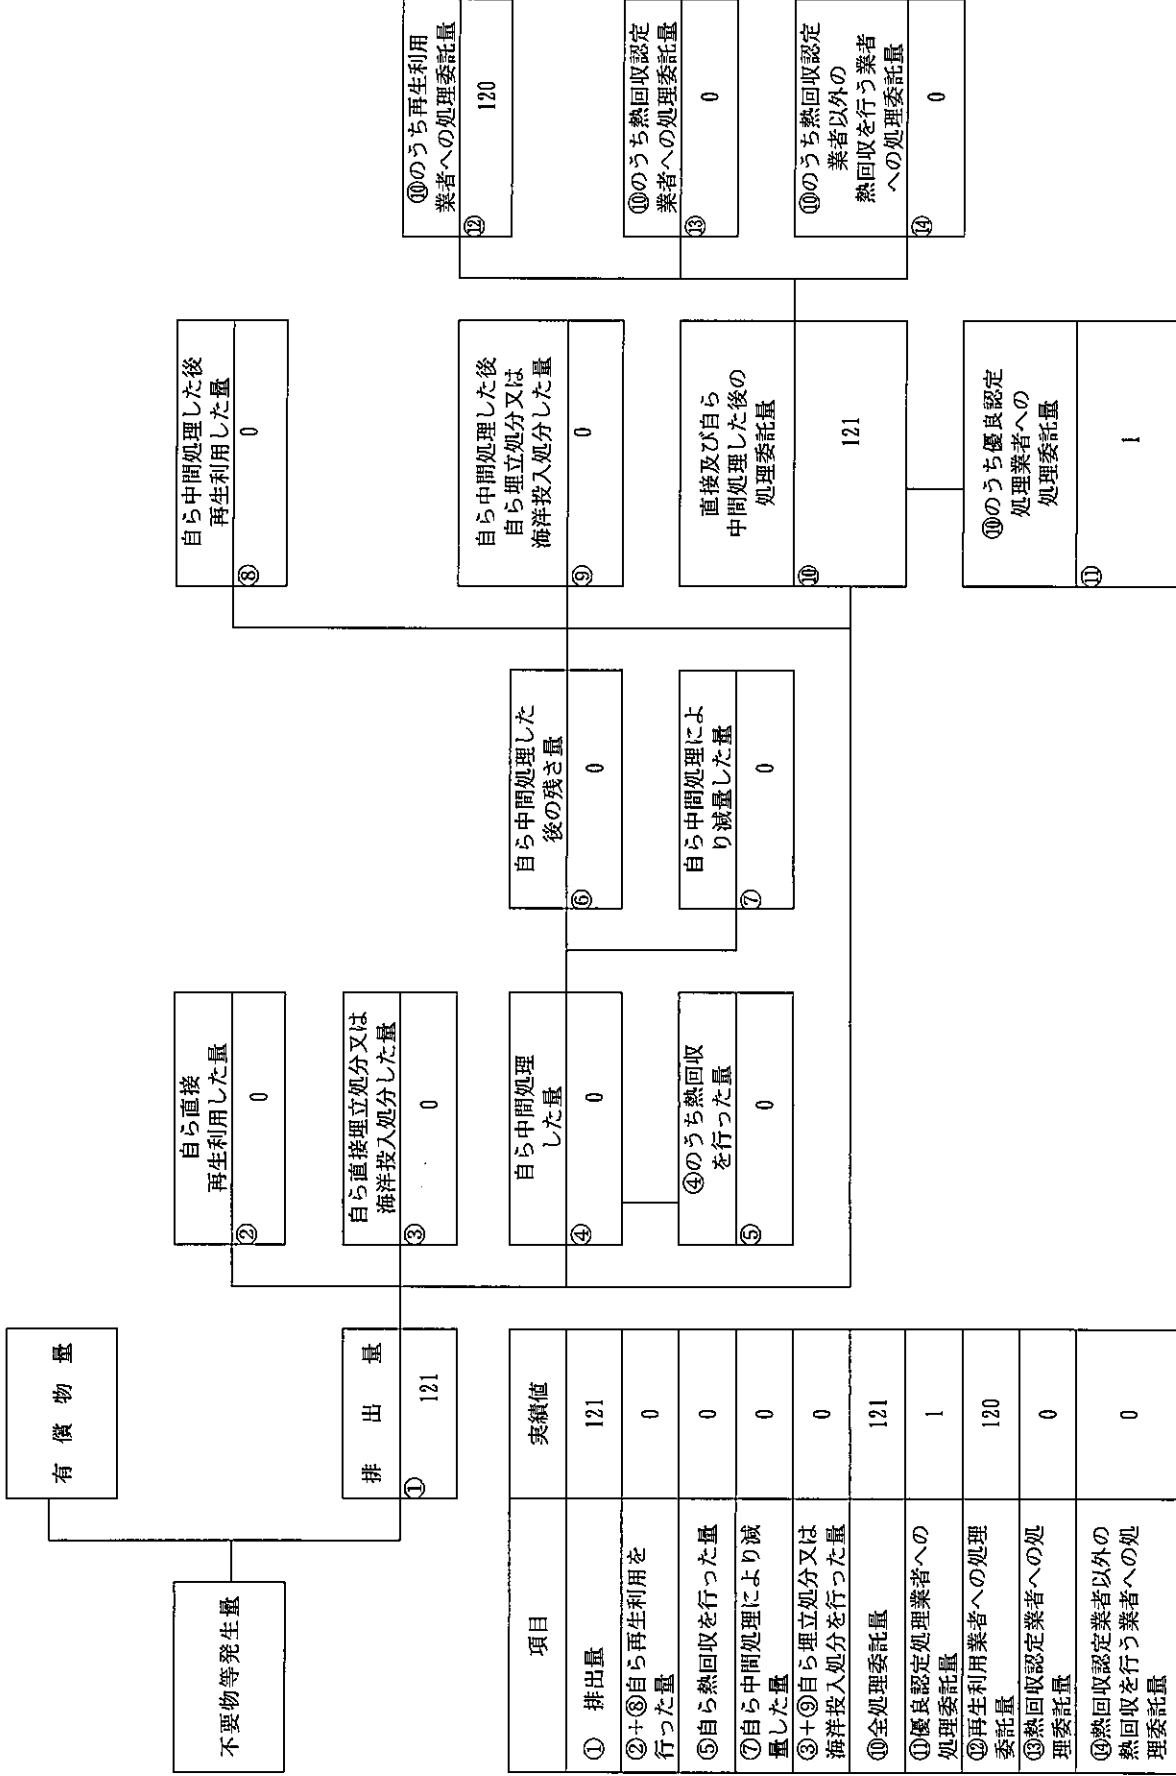 不要物等発生量
有償物量
排出量
①
121
自ら直接
再生利用した量
②
0
自ら直接埋立処分又は
海洋投入処分した量
③
0
自ら中間処理
した量
④
0
④のうち熱回収
を行った量
⑤
0
自ら中間処理した
後の残さ量
⑥
0
自ら中間処理によ
り減量した量
⑦
0
自ら中間処理した後
再生利用した量
⑧
0
自ら中間処理した後
自ら埋立処分又は
海洋投入処分した量
⑨
0
直接及び自ら
中間処理した後の
処理委託量
⑩
121
⑩のうち優良認定
処理業者への
処理委託量
⑪
1
⑩のうち再生利用
業者への処理委託量
⑫
120
⑩のうち熱回収認定
業者への処理委託量
⑬
0
⑩のうち熱回収認定
業者以外の
熱回収を行う業者
への処理委託量
⑭
0
項目 実績値
① 排出量 121
②+⑧自ら再生利用を
行った量
0
⑤自ら熱回収を行った量 0
⑦自ら中間処理により減
量した量
0
③+⑨自ら埋立処分又は
海洋投入処分を行った量
0
⑩全処理委託量 121
⑪優良認定処理業者への
処理委託量
1
⑫再生利用業者への処理
委託量
120
⑬熱回収認定業者への処
理委託量
0
⑭熱回収認定業者以外の
熱回収を行う業者への処
理委託量
0